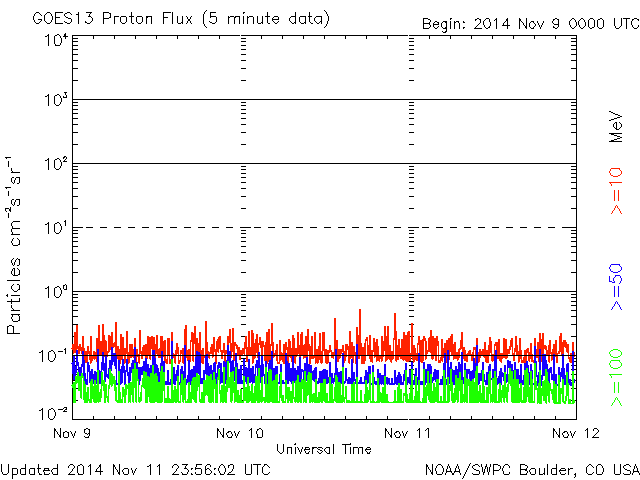 GOES13 Proton Flux (5 minute data)
Begin: 2014 Nov 9 0000 UTC
Particles cm⁻²s⁻¹sr⁻¹
10⁴
10³
10²
10¹
10⁰
10⁻¹
10⁻²
Nov 9
Nov 10
Nov 11
Nov 12
Universal Time
MeV
>=10
>=50
>=100
Updated 2014 Nov 11 23:56:02 UTC
NOAA/SWPC Boulder, CO USA